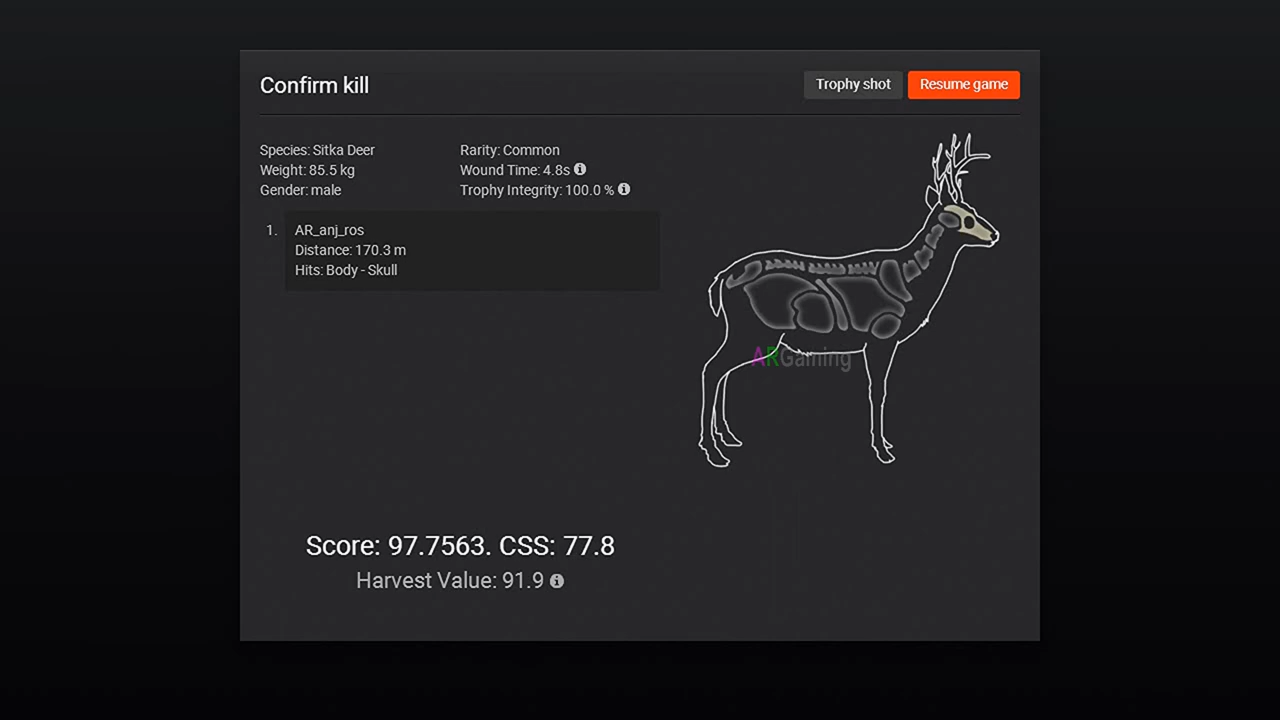 Confirm kill
Trophy shot
Resume game
Species: Sitka Deer
Weight: 85.5 kg
Gender: male
Rarity: Common
Wound Time: 4.8s
Trophy Integrity: 100.0 %
1.
AR_anj_ros
Distance: 170.3 m
Hits: Body - Skull
ARGaming
Score: 97.7563. CSS: 77.8
Harvest Value: 91.9